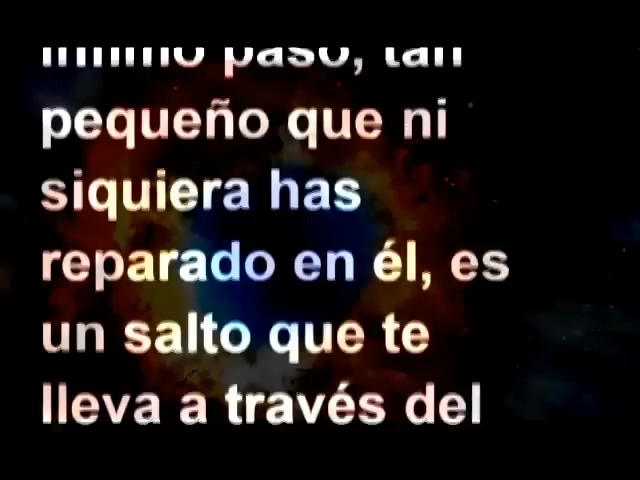 ínfimo paso, tan
pequeño que ni
siquiera has
reparado en él, es
un salto que te
lleva a través del